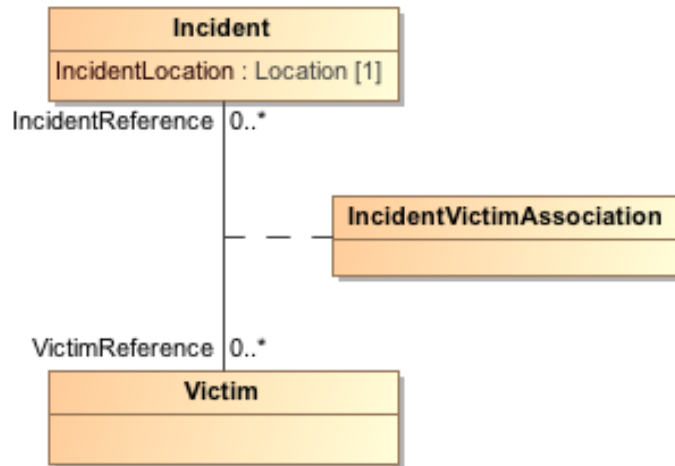 Incident
IncidentLocation : Location [1]
IncidentReference 0..*
IncidentVictimAssociation
VictimReference 0..*
Victim